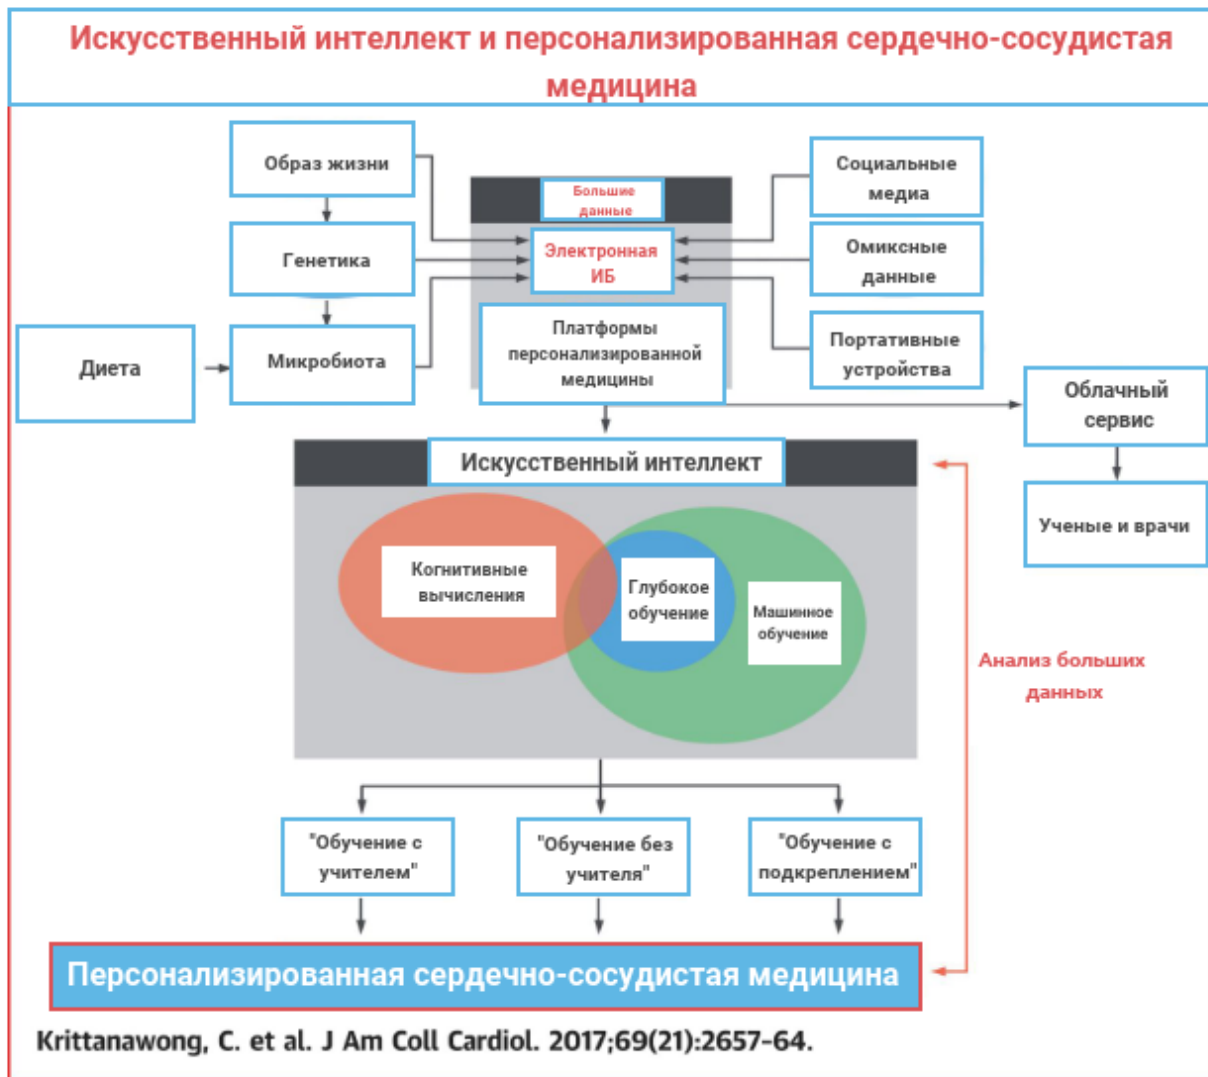 Искусственный интеллект и персонализированная сердечно-сосудистая
медицина
Образ жизни
Большие
данные
Социальные
медиа
Генетика
Электронная
ИБ
Омиксные
данные
Диета
Микробиота
Платформы
персонализированной
медицины
Портативные
устройства
Облачный
сервис
Искусственный интеллект
Ученые и врачи
Когнитивные
вычисления
Глубокое
обучение
Машинное
обучение
Анализ больших
данных
"Обучение с
учителем"
"Обучение без
учителя"
"Обучение с
подкреплением"
Персонализированная сердечно-сосудистая медицина
Krittanawong, C. et al. J Am Coll Cardiol. 2017;69(21):2657-64.